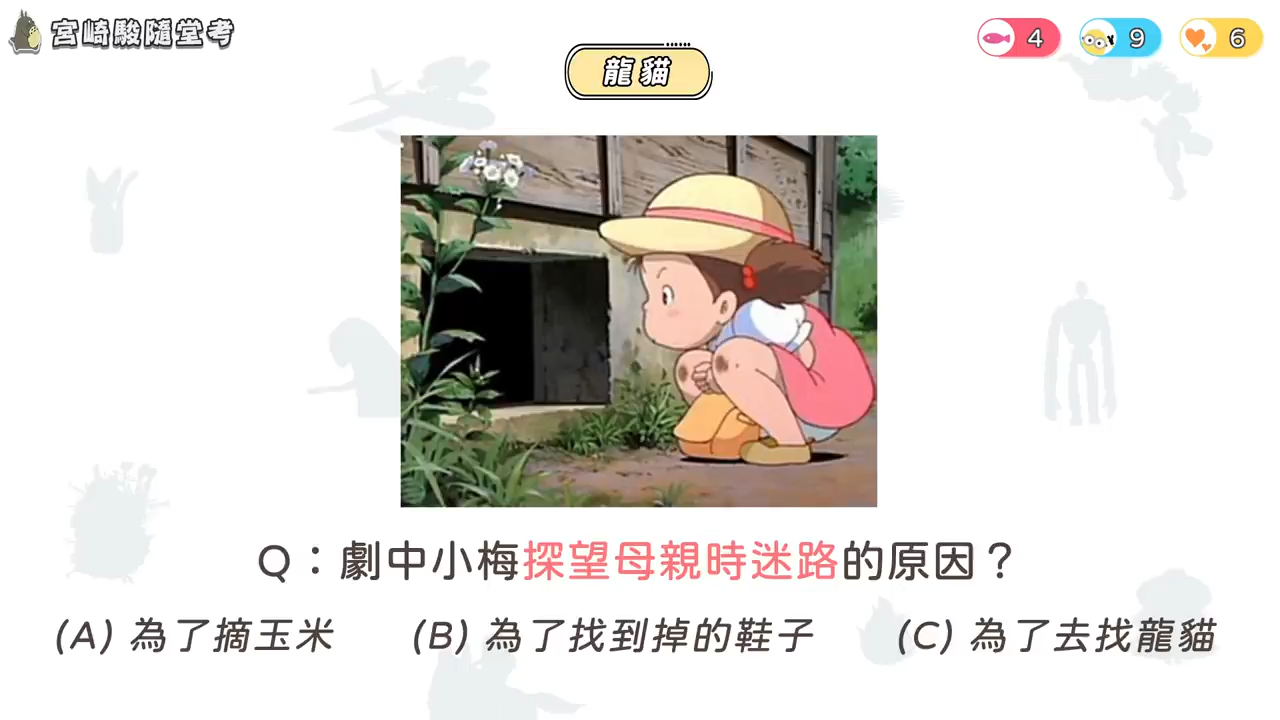 宮崎駿隨堂考
4 9 6
龍貓
Q：劇中小梅探望母親時迷路的原因？
(A) 為了摘玉米 (B) 為了找到掉的鞋子 (C) 為了去找龍貓